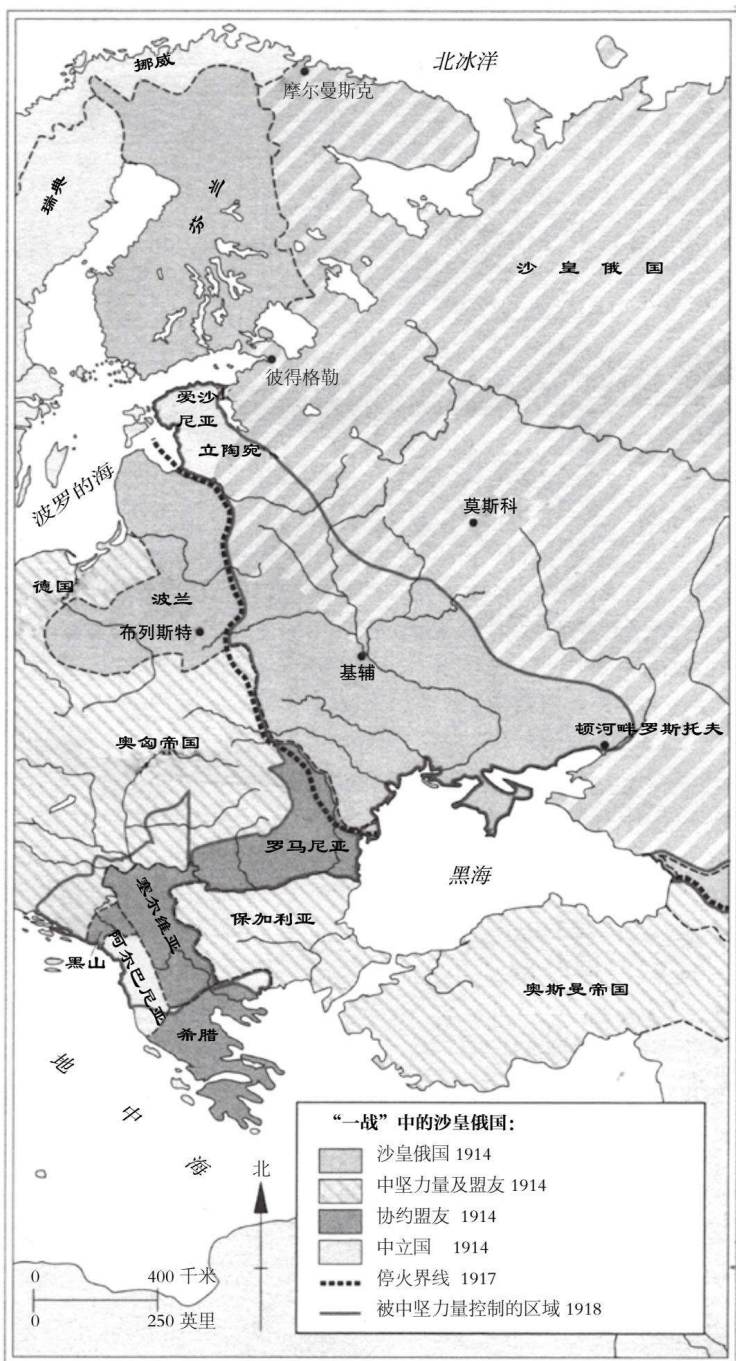 挪威
北冰洋
摩尔曼斯克
瑞典
芬兰
沙皇俄国
彼得格勒
爱沙
尼亚
立陶宛
波罗的海
莫斯科
德国
波兰
布列斯特
基辅
顿河畔罗斯托夫
奥匈帝国
罗马尼亚
黑海
塞尔维亚
保加利亚
黑山
阿尔巴尼亚
奥斯曼帝国
希腊
地中海
“一战”中的沙皇俄国：
沙皇俄国 1914
中坚力量及盟友 1914
协约盟友 1914
中立国 1914
停火界线 1917
被中坚力量控制的区域 1918
北
0 400 千米
0 250 英里